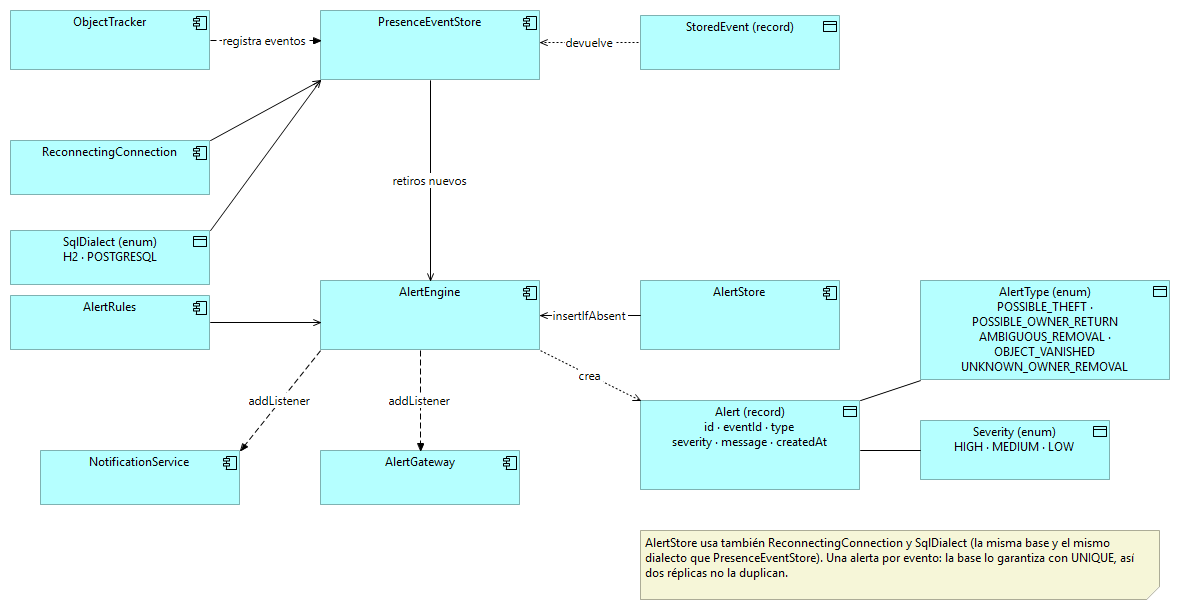 ObjectTracker
registra eventos
PresenceEventStore
devuelve
StoredEvent (record)
ReconnectingConnection
retiros nuevos
SqlDialect (enum)
H2 · POSTGRESQL
AlertRules
AlertEngine
insertIfAbsent
AlertStore
AlertType (enum)
POSSIBLE_THEFT ·
POSSIBLE_OWNER_RETURN
AMBIGUOUS_REMOVAL ·
OBJECT_VANISHED
UNKNOWN_OWNER_REMOVAL
addListener
addListener
crea
Alert (record)
id · eventId · type
severity · message · createdAt
Severity (enum)
HIGH · MEDIUM · LOW
NotificationService
AlertGateway
AlertStore usa también ReconnectingConnection y SqlDialect (la misma base y el mismo
dialecto que PresenceEventStore). Una alerta por evento: la base lo garantiza con UNIQUE, así
dos réplicas no la duplican.